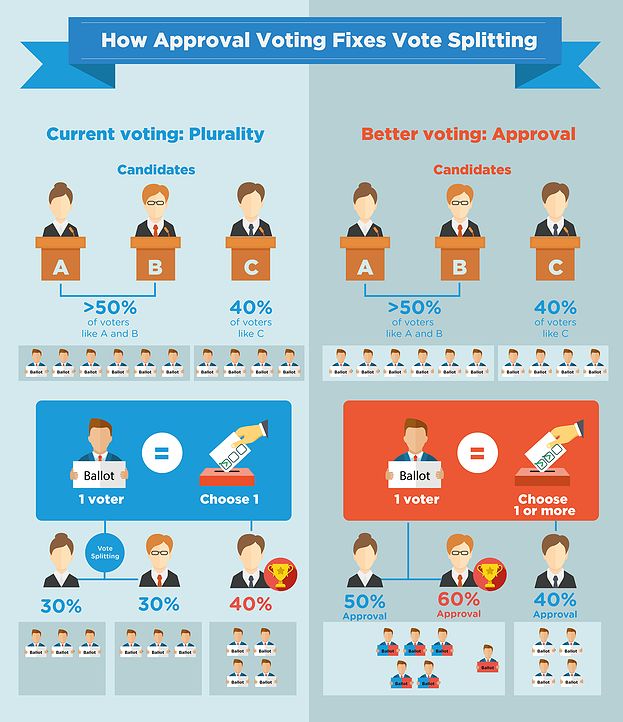 How Approval Voting Fixes Vote Splitting
Current voting: Plurality
Candidates
A
B
C
>50%
of voters
like A and B
40%
of voters
like C
Ballot
Ballot
Ballot
Ballot
Ballot
Ballot
Ballot
Ballot
Ballot
Ballot
Ballot
1 voter
=
Choose 1
Vote
Splitting
30%
30%
40%
Ballot
Ballot
Ballot
Ballot
Ballot
Ballot
Ballot
Ballot
Ballot
Ballot
Better voting: Approval
Candidates
A
B
C
>50%
of voters
like A and B
40%
of voters
like C
Ballot
Ballot
Ballot
Ballot
Ballot
Ballot
Ballot
Ballot
Ballot
Ballot
Ballot
1 voter
=
Choose
1 or more
50%
Approval
60%
Approval
40%
Approval
Ballot
Ballot
Ballot
Ballot
Ballot
Ballot
Ballot
Ballot
Ballot
Ballot